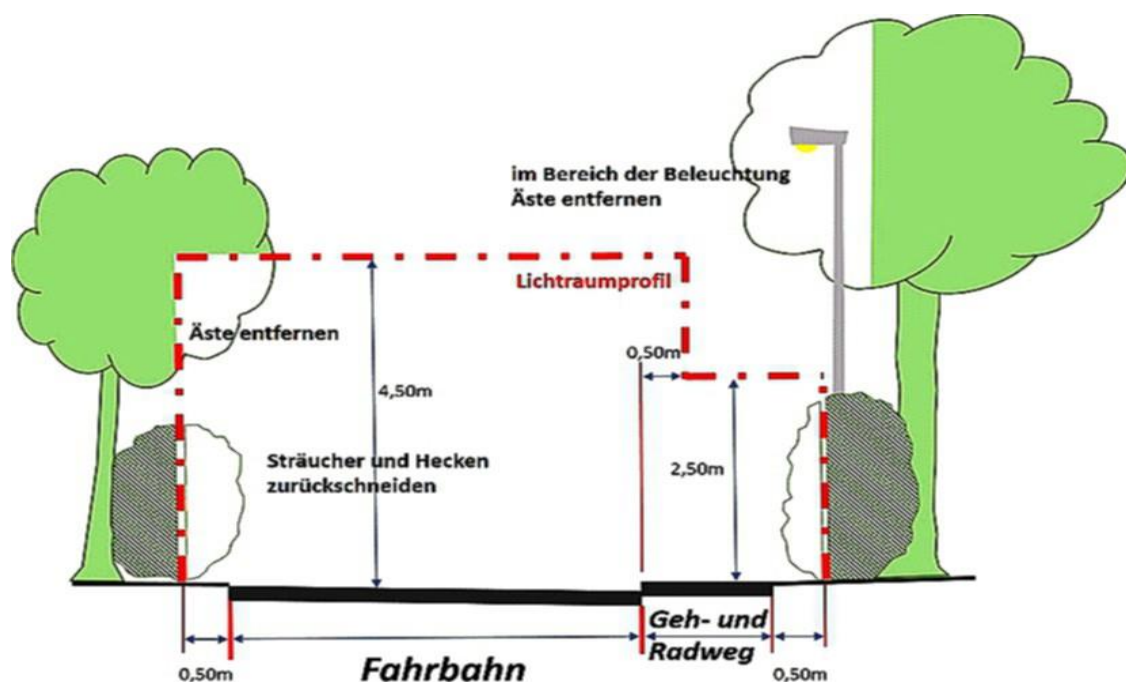 im Bereich der Beleuchtung
Äste entfernen
Lichtraumprofil
Äste entfernen
0,50m
4,50m
Sträucher und Hecken
zurückschneiden
2,50m
Geh- und
Radweg
0,50m
Fahrbahn
0,50m